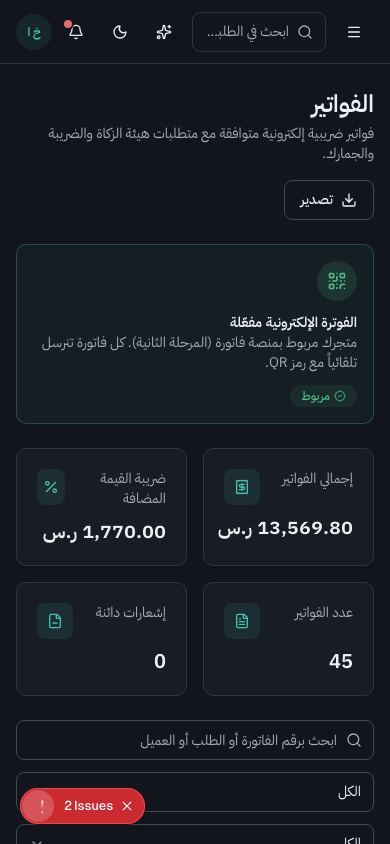 خ ا
ابحث في الطلبـ...
الفواتير
فواتير ضريبية إلكترونية متوافقة مع متطلبات هيئة الزكاة والضريبة
والجمارك.
تصدير
الفوترة الإلكترونية مفعّلة
متجرك مربوط بمنصة فاتورة (المرحلة الثانية). كل فاتورة تترسل
تلقائياً مع رمز QR.
مربوط
إجمالي الفواتير
13,569.80 ر.س
ضريبة القيمة
المضافة
1,770.00 ر.س
عدد الفواتير
45
إشعارات دائنة
0
ابحث برقم الفاتورة أو الطلب أو العميل
الكل
2 Issues
الكل